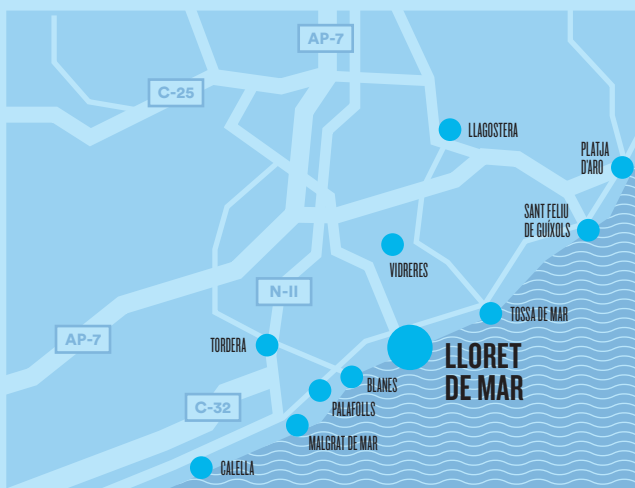 AP-7
C-25
LLAGOSTERA
PLATJA
D'ARO
SANT FELIU
DE GUÍXOLS
VIDRERES
N-II
TOSSA DE MAR
AP-7
TORDERA
LLORET
DE MAR
BLANES
C-32
PALAFOLLS
MALGRAT DE MAR
CALELLA